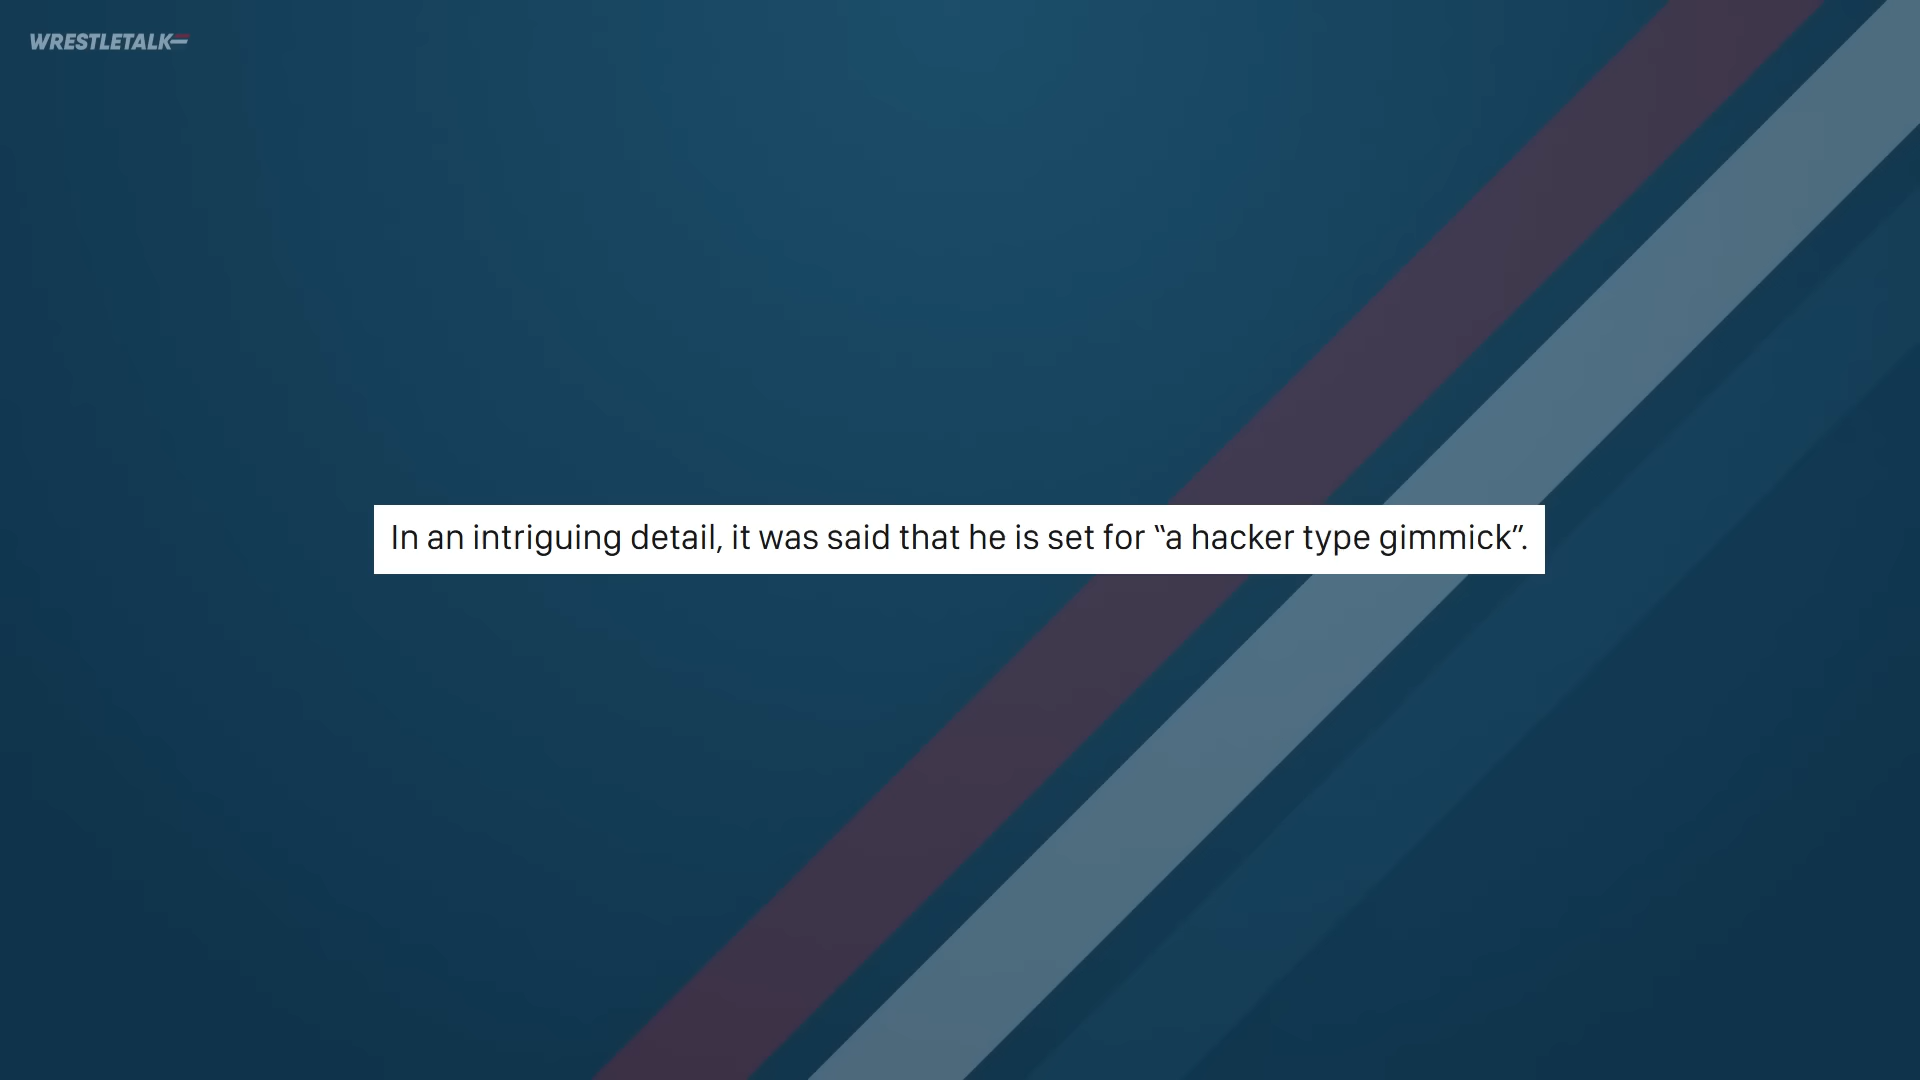 WRESTLETALK
In an intriguing detail, it was said that he is set for “a hacker type gimmick”.